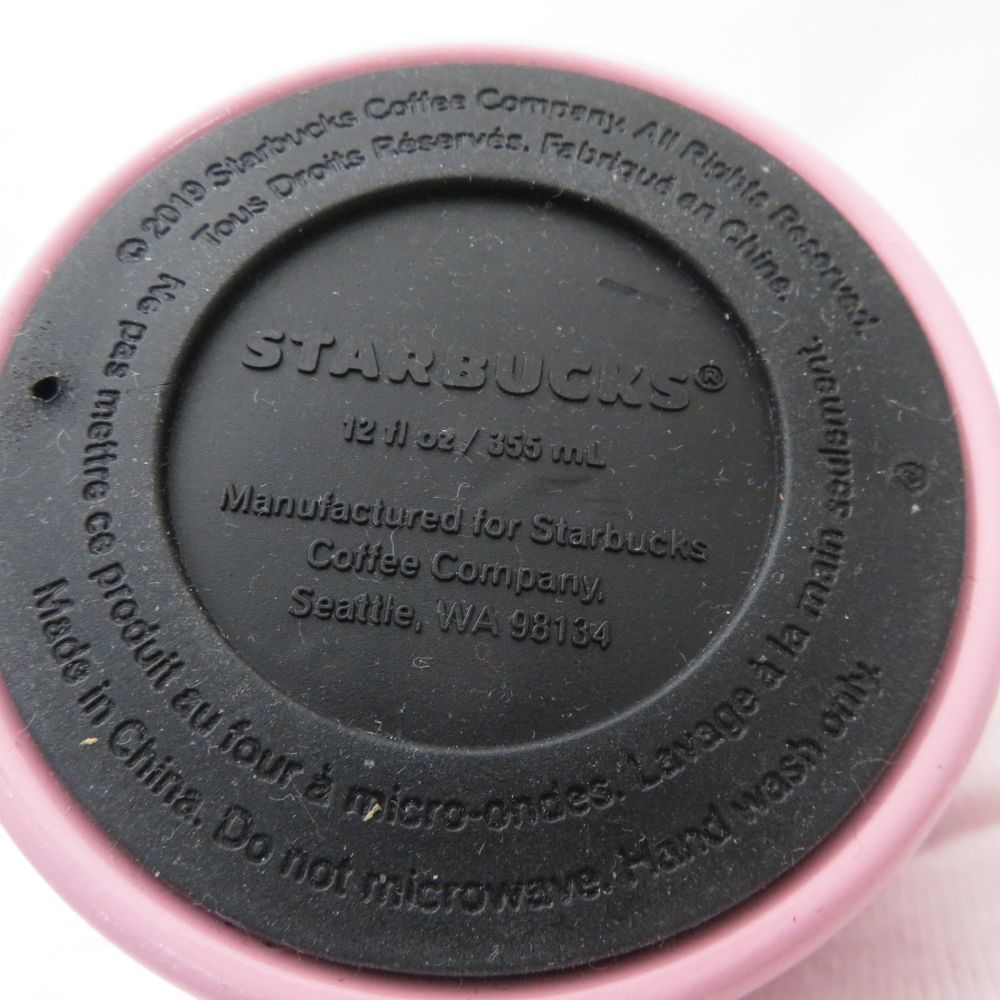 © 2019 Starbucks Coffee Company. All Rights Reserved.
Tous Droits Réservés. Fabriqué en Chine.
STARBUCKS®
12 fl oz / 355 mL
Manufactured for Starbucks
Coffee Company,
Seattle, WA 98134
Ne pas mettre ce produit au four à micro-ondes. Lavage à la main seulement.
Made in China. Do not microwave. Hand wash only.